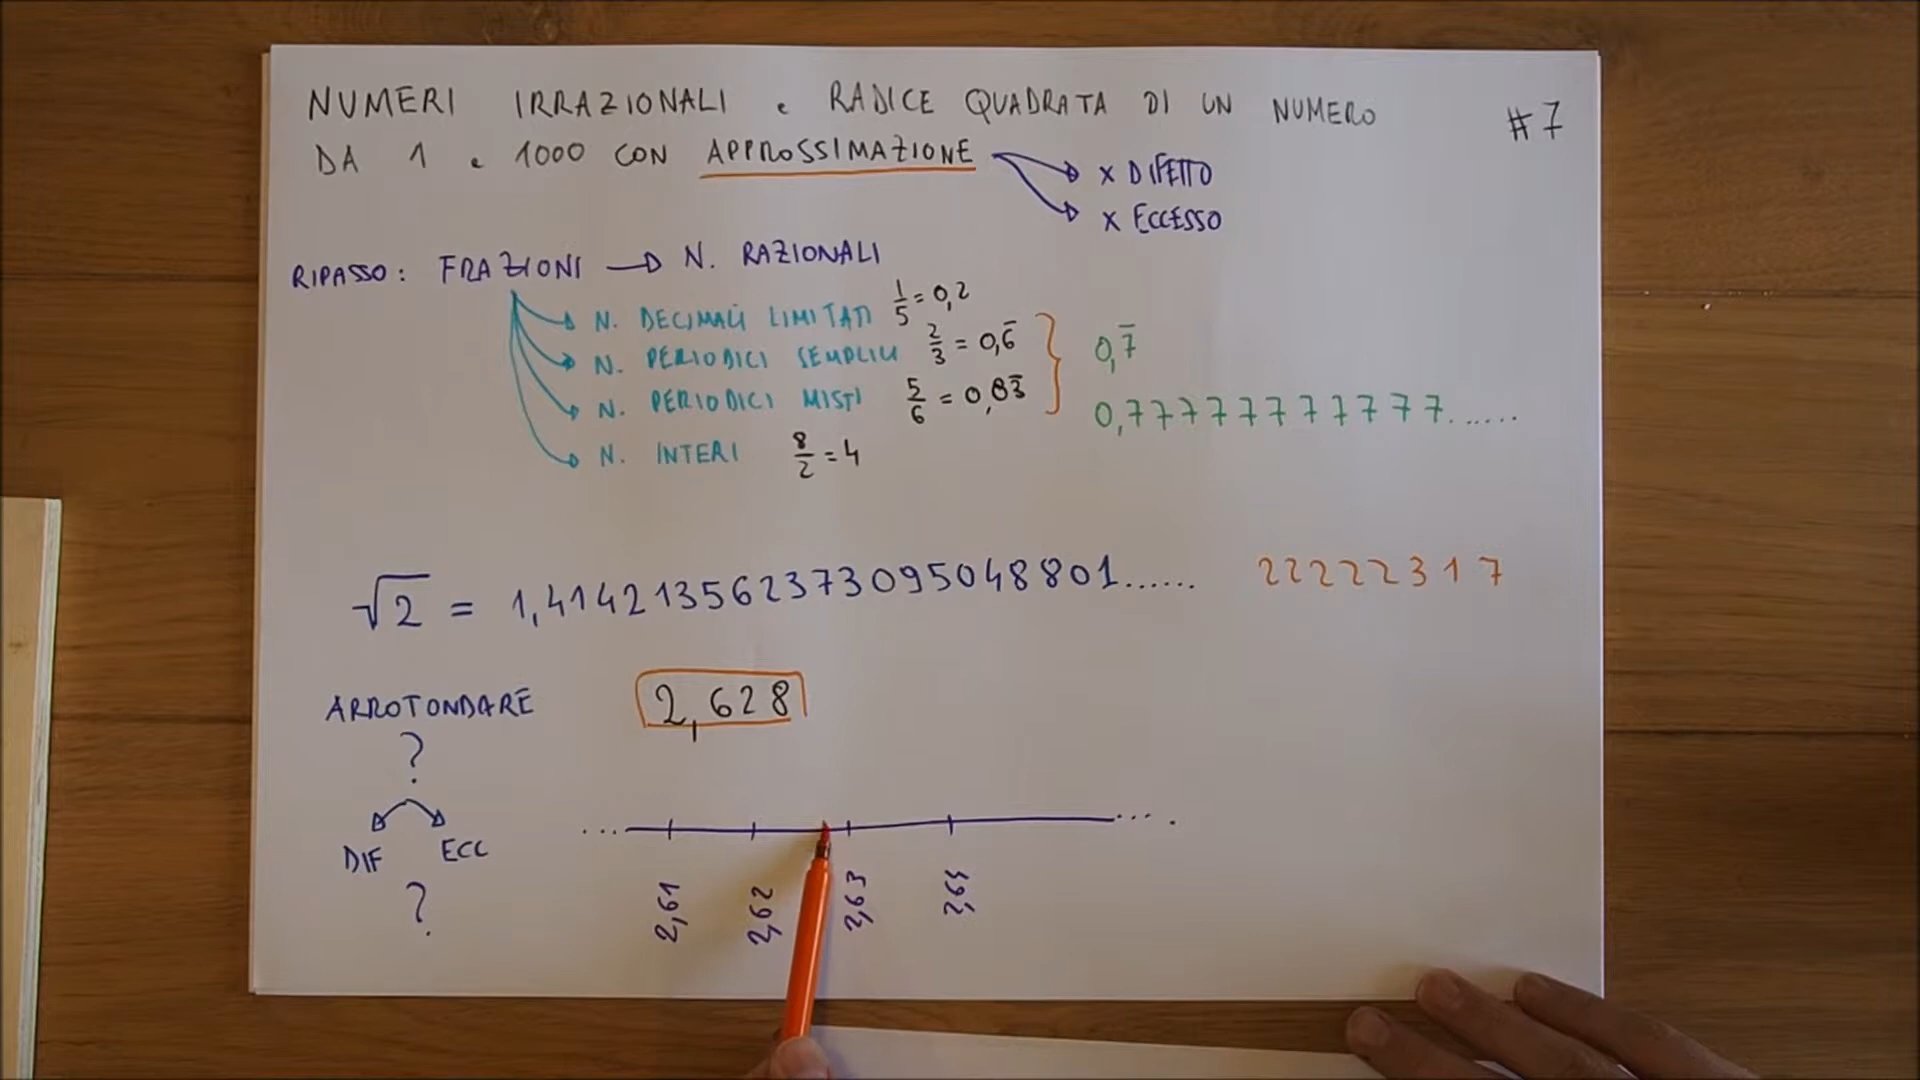 NUMERI IRRAZIONALI e RADICE QUADRATA DI UN NUMERO #7
DA 1 e 1000 CON APPROSSIMAZIONE
x DIFETTO
x ECCESSO
RIPASSO: FRAZIONI → N. RAZIONALI
N. DECIMALI LIMITATI 1/5 = 0,2
N. PERIODICI SEMPLICI 2/3 = 0,6̅
N. PERIODICI MISTI 5/6 = 0,83̅
N. INTERI 8/2 = 4
0,7̅
0,77777777777......
√2 = 1,414213562373095048801...... 22222317
ARROTONDARE 2,628
?
DIF ECC
?
... ....
2,61 2,62 2,63 2,63